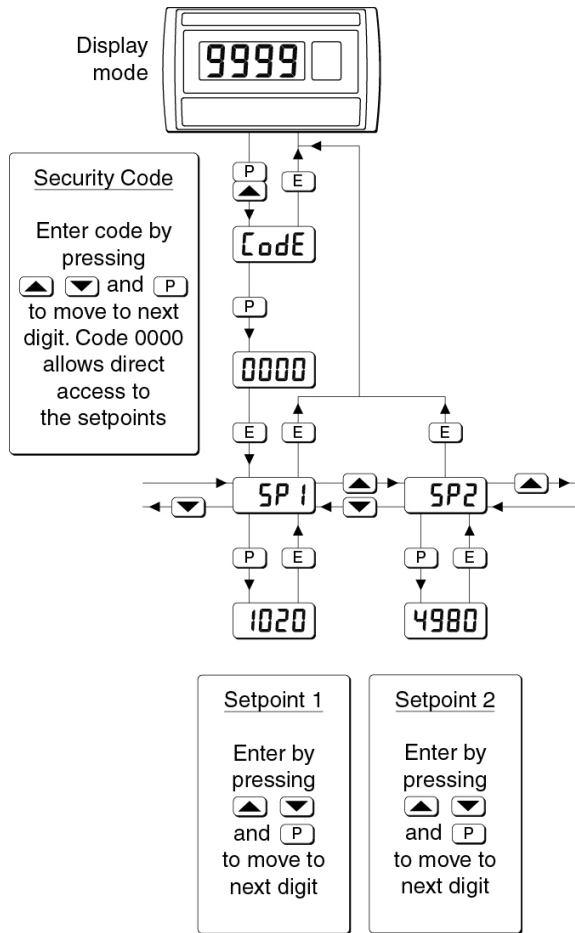 Display
mode
9999
Security Code
Enter code by
pressing
and P
to move to next
digit. Code 0000
allows direct
access to
the setpoints
P
E
CodE
P
0000
E
E
E
SP1
SP2
P
E
P
E
1020
4980
Setpoint 1
Enter by
pressing
and P
to move to
next digit
Setpoint 2
Enter by
pressing
and P
to move to
next digit